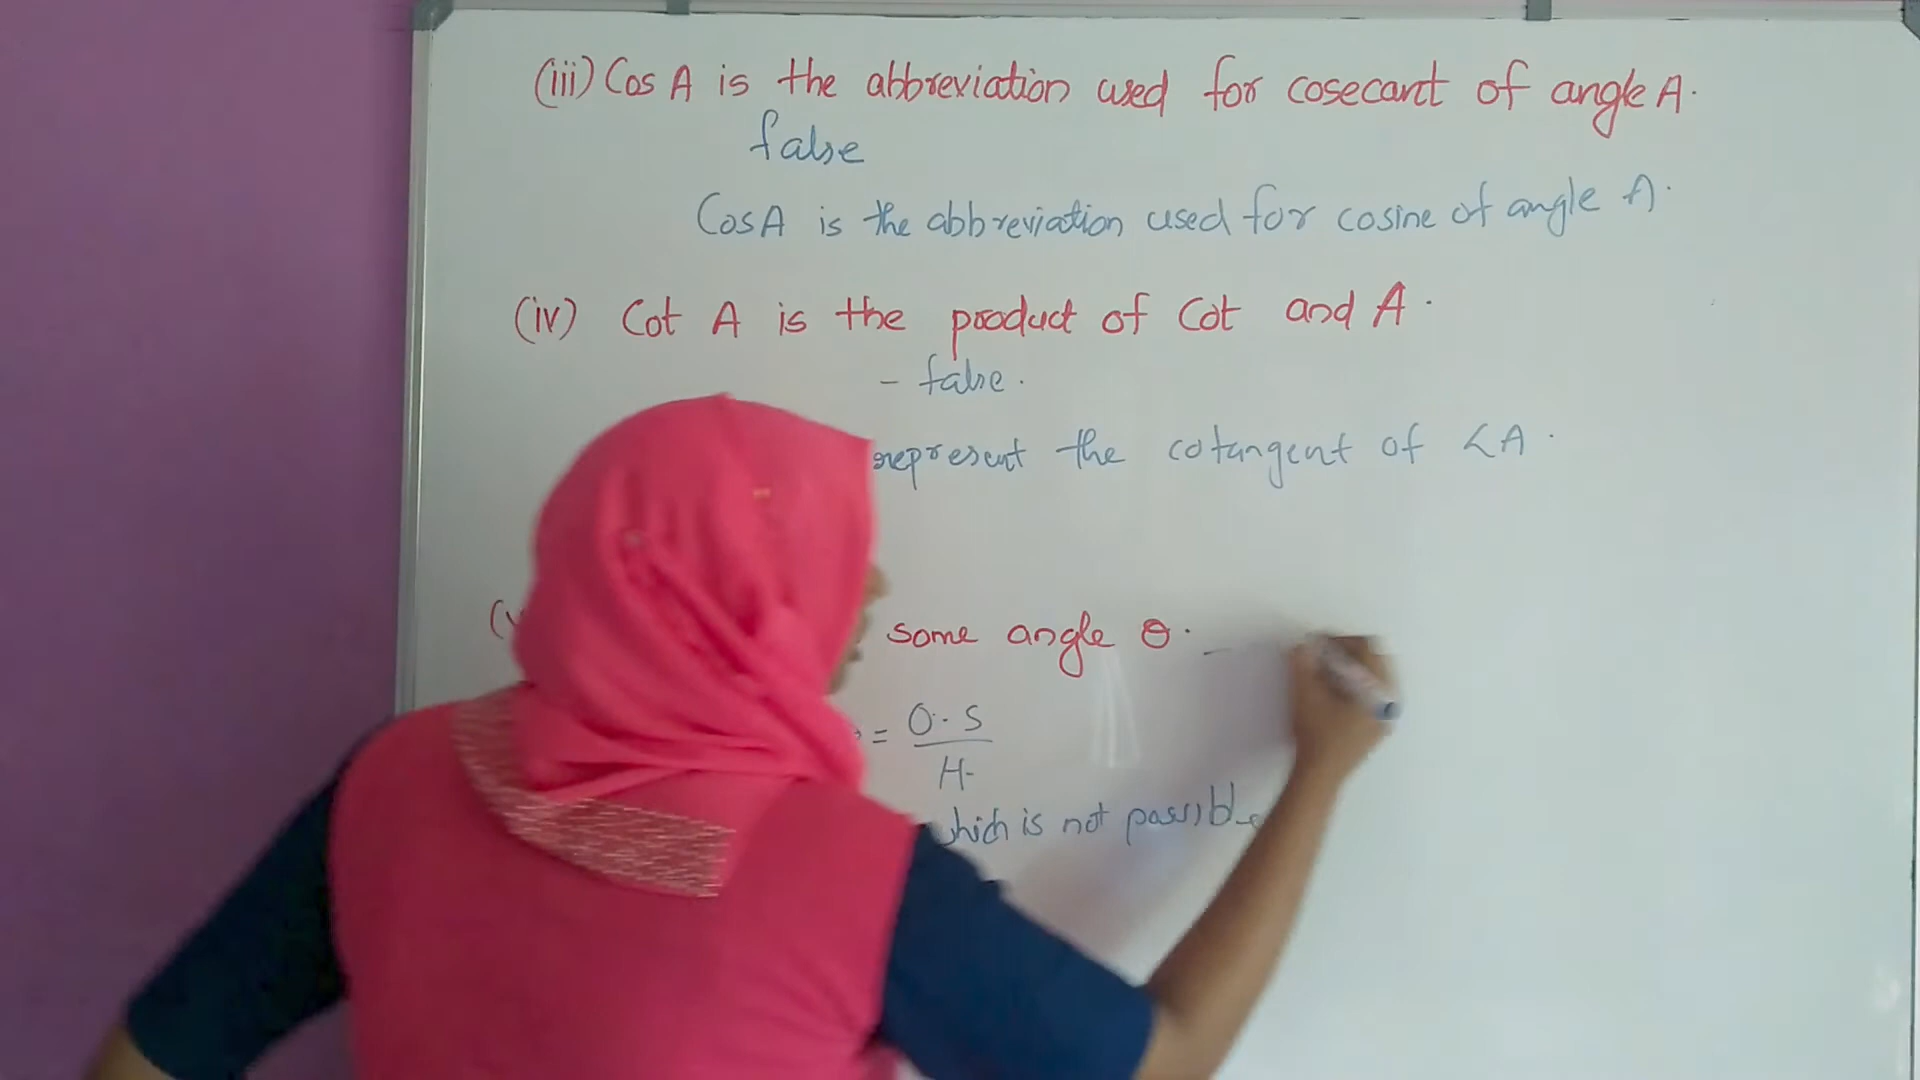 (iii) Cos A is the abbreviation used for cosecant of angle A.
false
Cos A is the abbreviation used for cosine of angle A.
(iv) Cot A is the product of Cot and A.
- false.
represent the cotangent of ∠A.
some angle θ. -
= O.S
H.
which is not possible